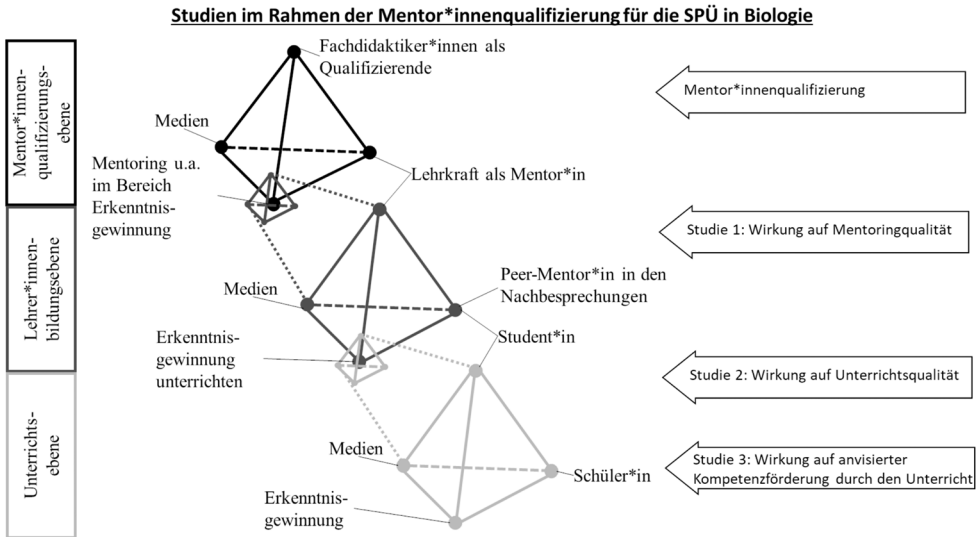 Studien im Rahmen der Mentor*innenqualifizierung für die SPÜ in Biologie
Mentor*innen-
qualifizierungs-
ebene
Fachdidaktiker*innen als
Qualifizierende
Medien
Mentoring u.a.
im Bereich
Erkenntnis-
gewinnung
Lehrkraft als Mentor*in
Mentor*innenqualifizierung
Lehrer*innen-
bildungsebene
Medien
Peer-Mentor*in in den
Nachbesprechungen
Student*in
Erkenntnis-
gewinnung
unterrichten
Studie 1: Wirkung auf Mentoringqualität
Studie 2: Wirkung auf Unterrichtsqualität
Unterrichts-
ebene
Medien
Schüler*in
Erkenntnis-
gewinnung
Studie 3: Wirkung auf anvisierter
Kompetenzförderung durch den Unterricht